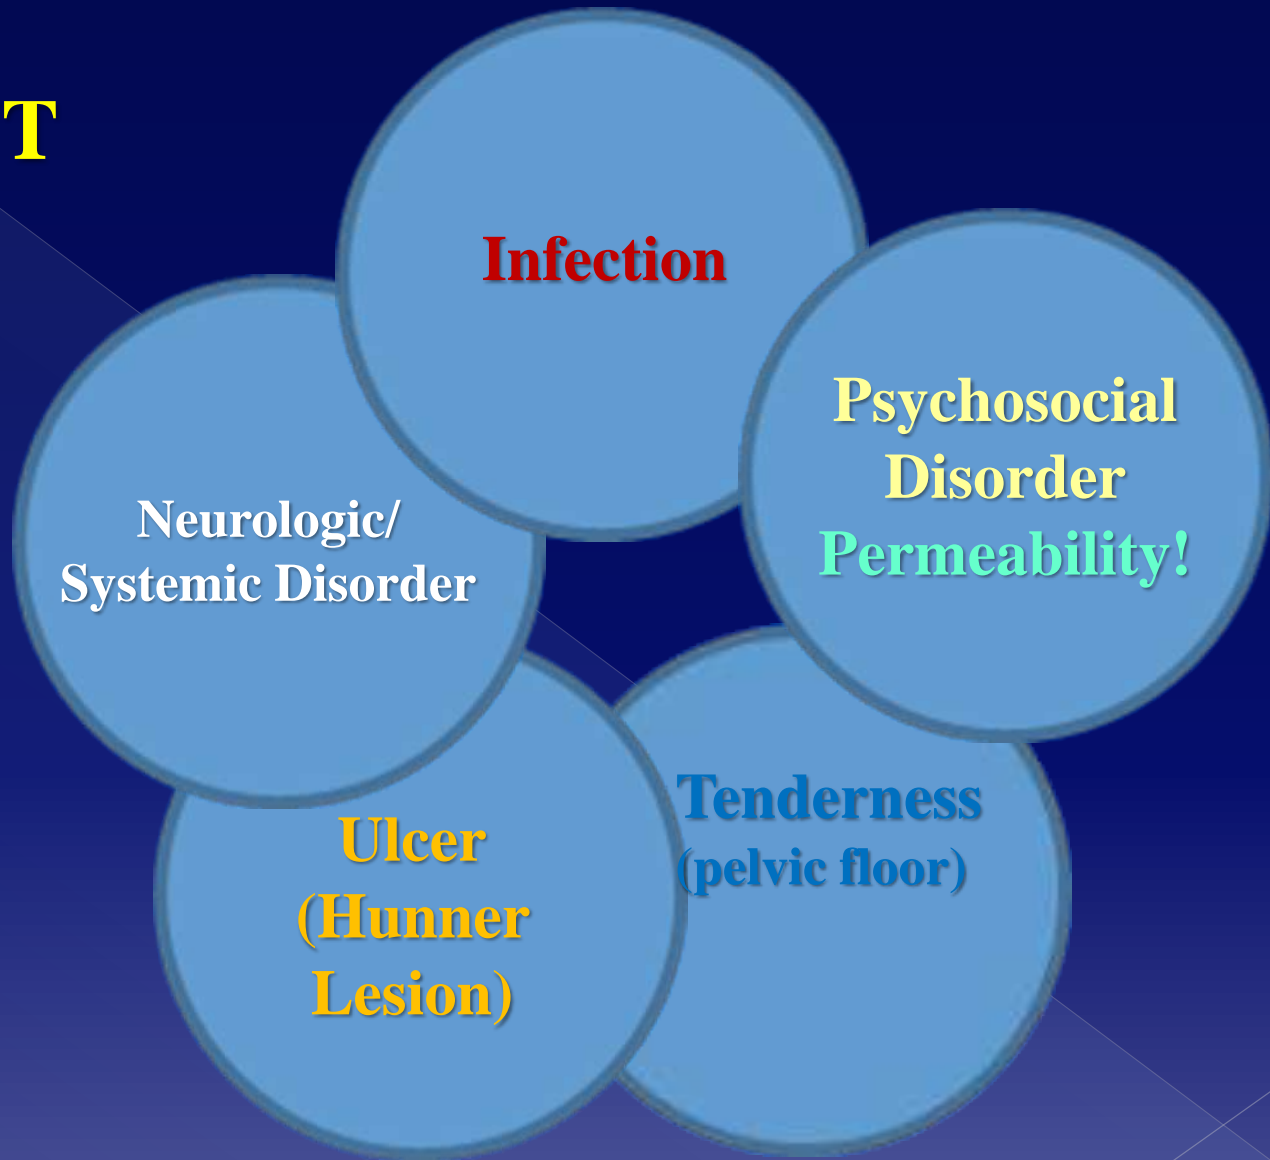 T
Infection
Psychosocial
Disorder
Permeability!
Neurologic/
Systemic Disorder
Tenderness
(pelvic floor)
Ulcer
(Hunner
Lesion)